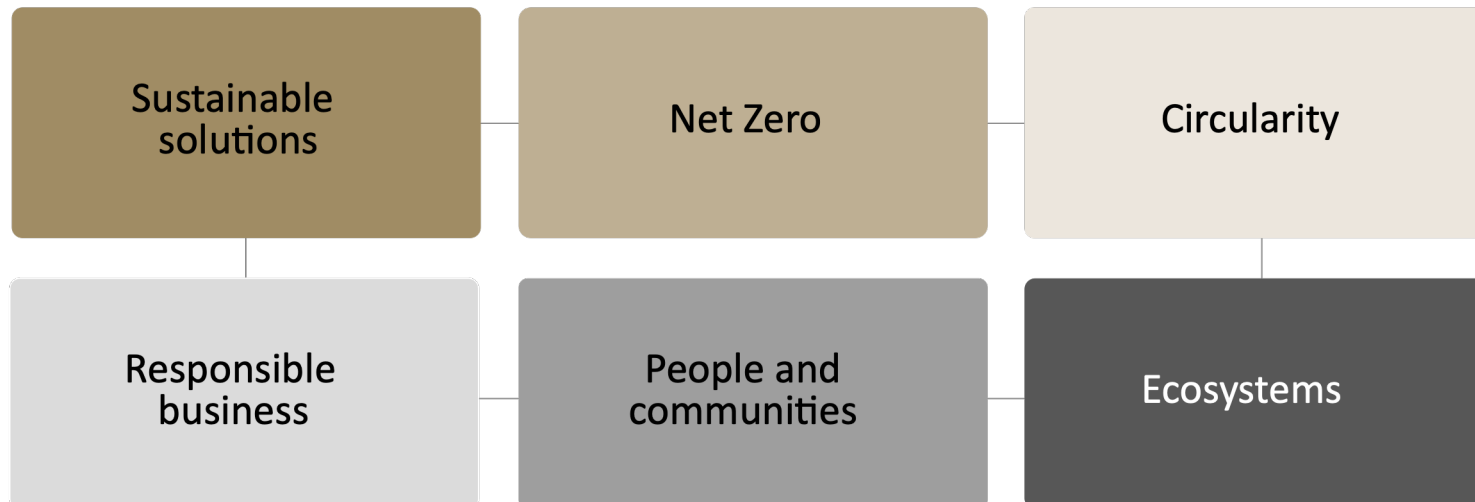 Sustainable
solutions
Net Zero
Circularity
Responsible
business
People and
communities
Ecosystems